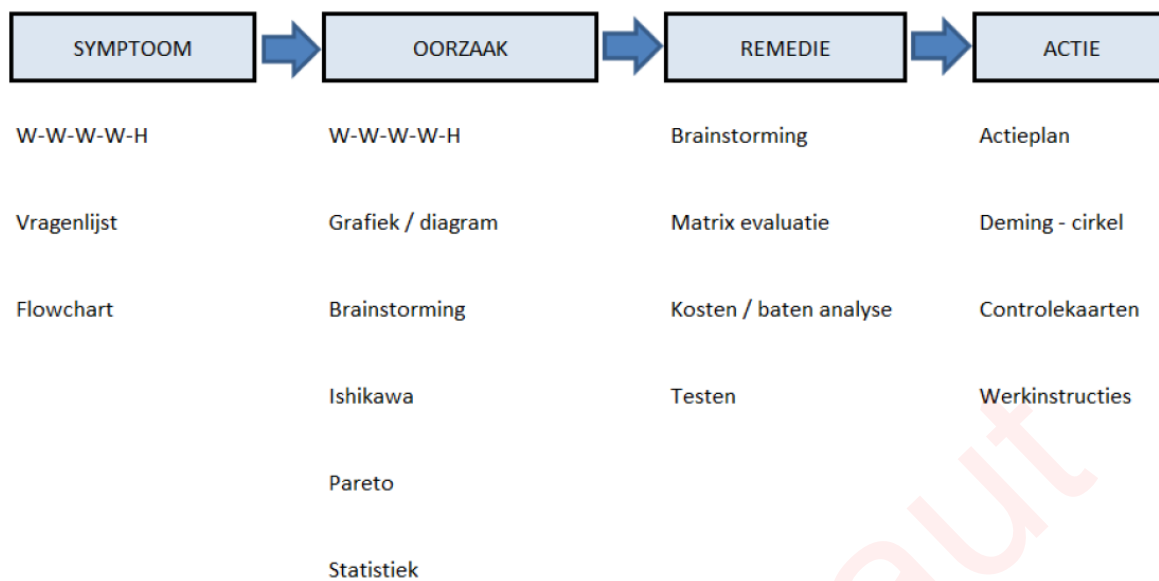 SYMPTOOM OORZAAK REMEDIE ACTIE
W-W-W-W-H W-W-W-W-H Brainstorming Actieplan
Vragenlijst Grafiek / diagram Matrix evaluatie Deming - cirkel
Flowchart Brainstorming Kosten / baten analyse Controlekaarten
Ishikawa Testen Werkinstructies
Pareto
Statistiek